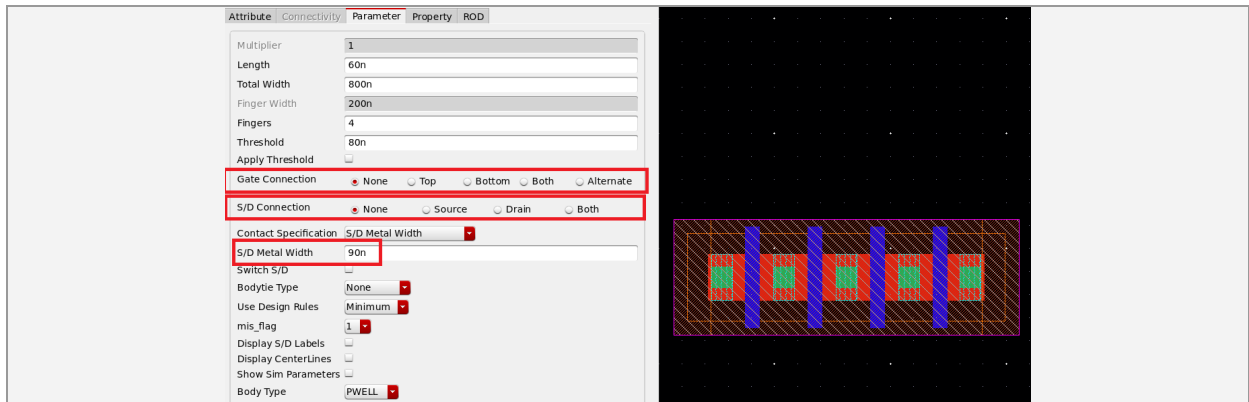 Attribute Connectivity Parameter Property ROD
Multiplier 1
Length 60n
Total Width 800n
Finger Width 200n
Fingers 4
Threshold 80n
Apply Threshold
Gate Connection None Top Bottom Both Alternate
S/D Connection None Source Drain Both
Contact Specification S/D Metal Width
S/D Metal Width 90n
Switch S/D
Bodytie Type None
Use Design Rules Minimum
mis_flag 1
Display S/D Labels
Display CenterLines
Show Sim Parameters
Body Type PWELL